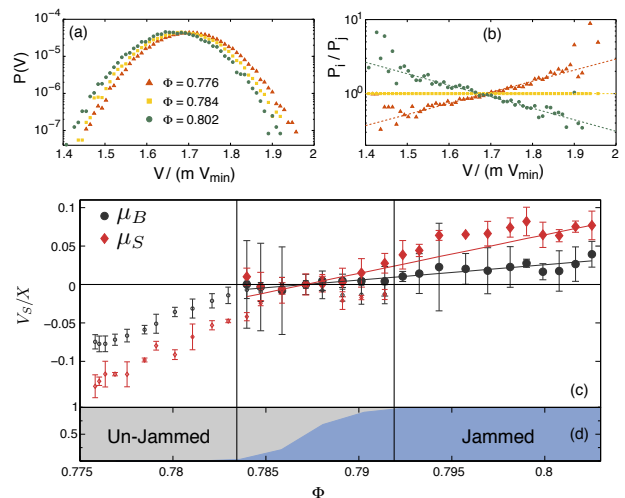 (a)
P(V)
10⁻⁴
10⁻⁵
10⁻⁶
10⁻⁷
Φ = 0.776
Φ = 0.784
Φ = 0.802
1.4 1.5 1.6 1.7 1.8 1.9 2
V / (m V_min)
(b)
P_i / P_j
10¹
10⁰
1.4 1.5 1.6 1.7 1.8 1.9 2
V / (m V_min)
0.1
0.05
0
-0.05
-0.1
V_S/X
μ_B
μ_S
(c)
1
0.5
Un-Jammed
Jammed
(d)
0.775 0.78 0.785 0.79 0.795 0.8
Φ